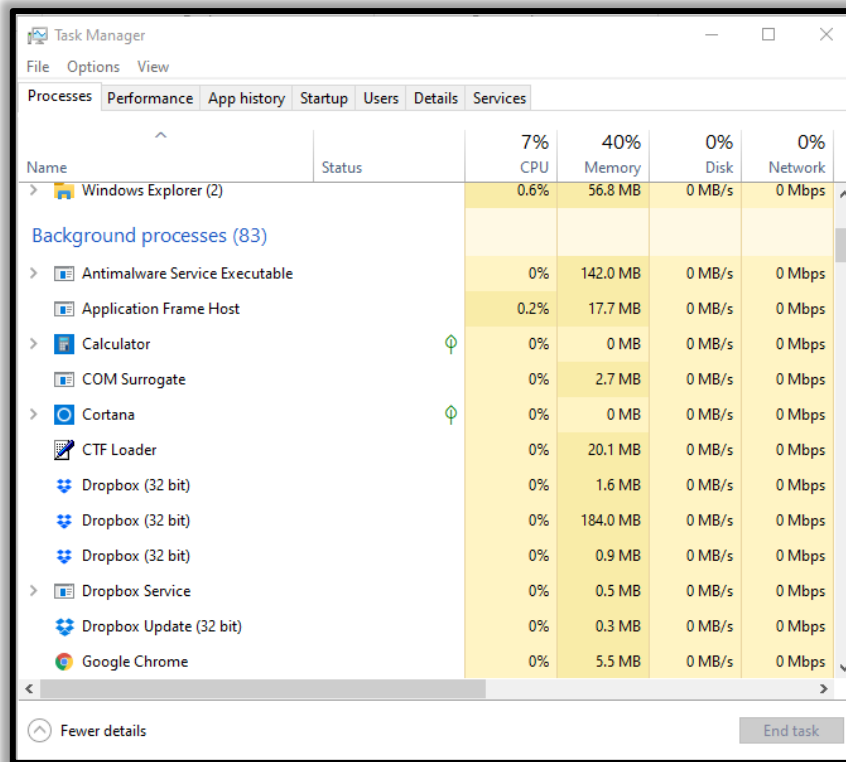 Task Manager
File Options View
Processes Performance App history Startup Users Details Services
7% 40% 0% 0%
Name Status CPU Memory Disk Network
Windows Explorer (2) 0.6% 56.8 MB 0 MB/s 0 Mbps
Background processes (83)
Antimalware Service Executable 0% 142.0 MB 0 MB/s 0 Mbps
Application Frame Host 0.2% 17.7 MB 0 MB/s 0 Mbps
Calculator 0% 0 MB 0 MB/s 0 Mbps
COM Surrogate 0% 2.7 MB 0 MB/s 0 Mbps
Cortana 0% 0 MB 0 MB/s 0 Mbps
CTF Loader 0% 20.1 MB 0 MB/s 0 Mbps
Dropbox (32 bit) 0% 1.6 MB 0 MB/s 0 Mbps
Dropbox (32 bit) 0% 184.0 MB 0 MB/s 0 Mbps
Dropbox (32 bit) 0% 0.9 MB 0 MB/s 0 Mbps
Dropbox Service 0% 0.5 MB 0 MB/s 0 Mbps
Dropbox Update (32 bit) 0% 0.3 MB 0 MB/s 0 Mbps
Google Chrome 0% 5.5 MB 0 MB/s 0 Mbps
Fewer details End task